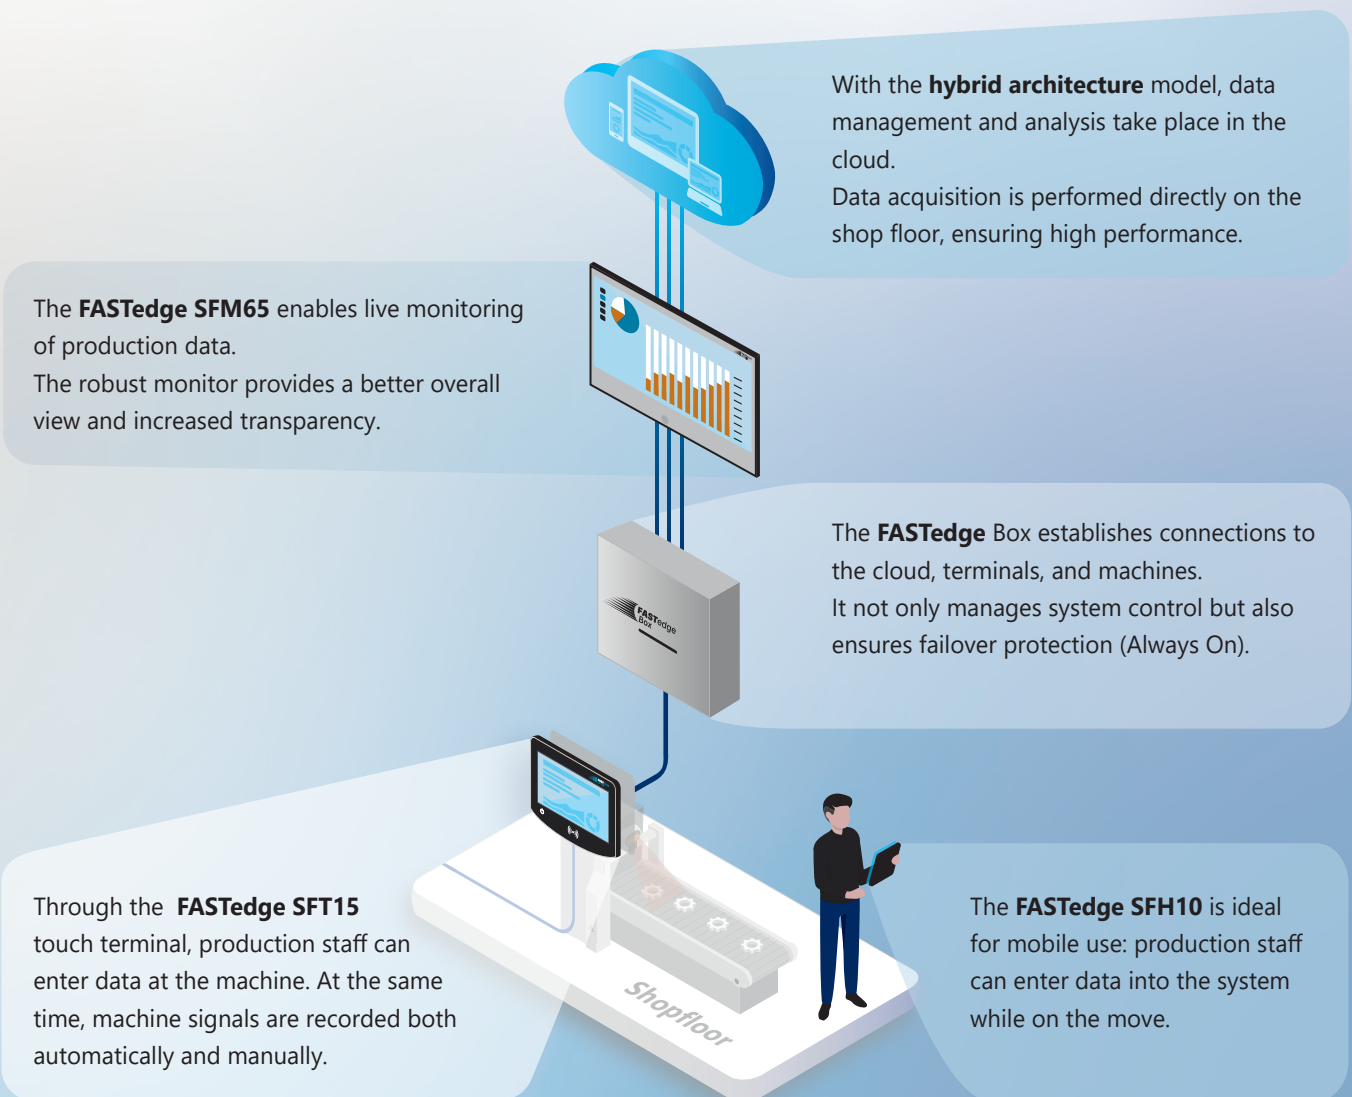 With the hybrid architecture model, data
management and analysis take place in the
cloud.
Data acquisition is performed directly on the
shop floor, ensuring high performance.
The FASTedge SFM65 enables live monitoring
of production data.
The robust monitor provides a better overall
view and increased transparency.
The FASTedge Box establishes connections to
the cloud, terminals, and machines.
It not only manages system control but also
ensures failover protection (Always On).
FASTedge
Box
Through the FASTedge SFT15
touch terminal, production staff can
enter data at the machine. At the same
time, machine signals are recorded both
automatically and manually.
Shopfloor
The FASTedge SFH10 is ideal
for mobile use: production staff
can enter data into the system
while on the move.